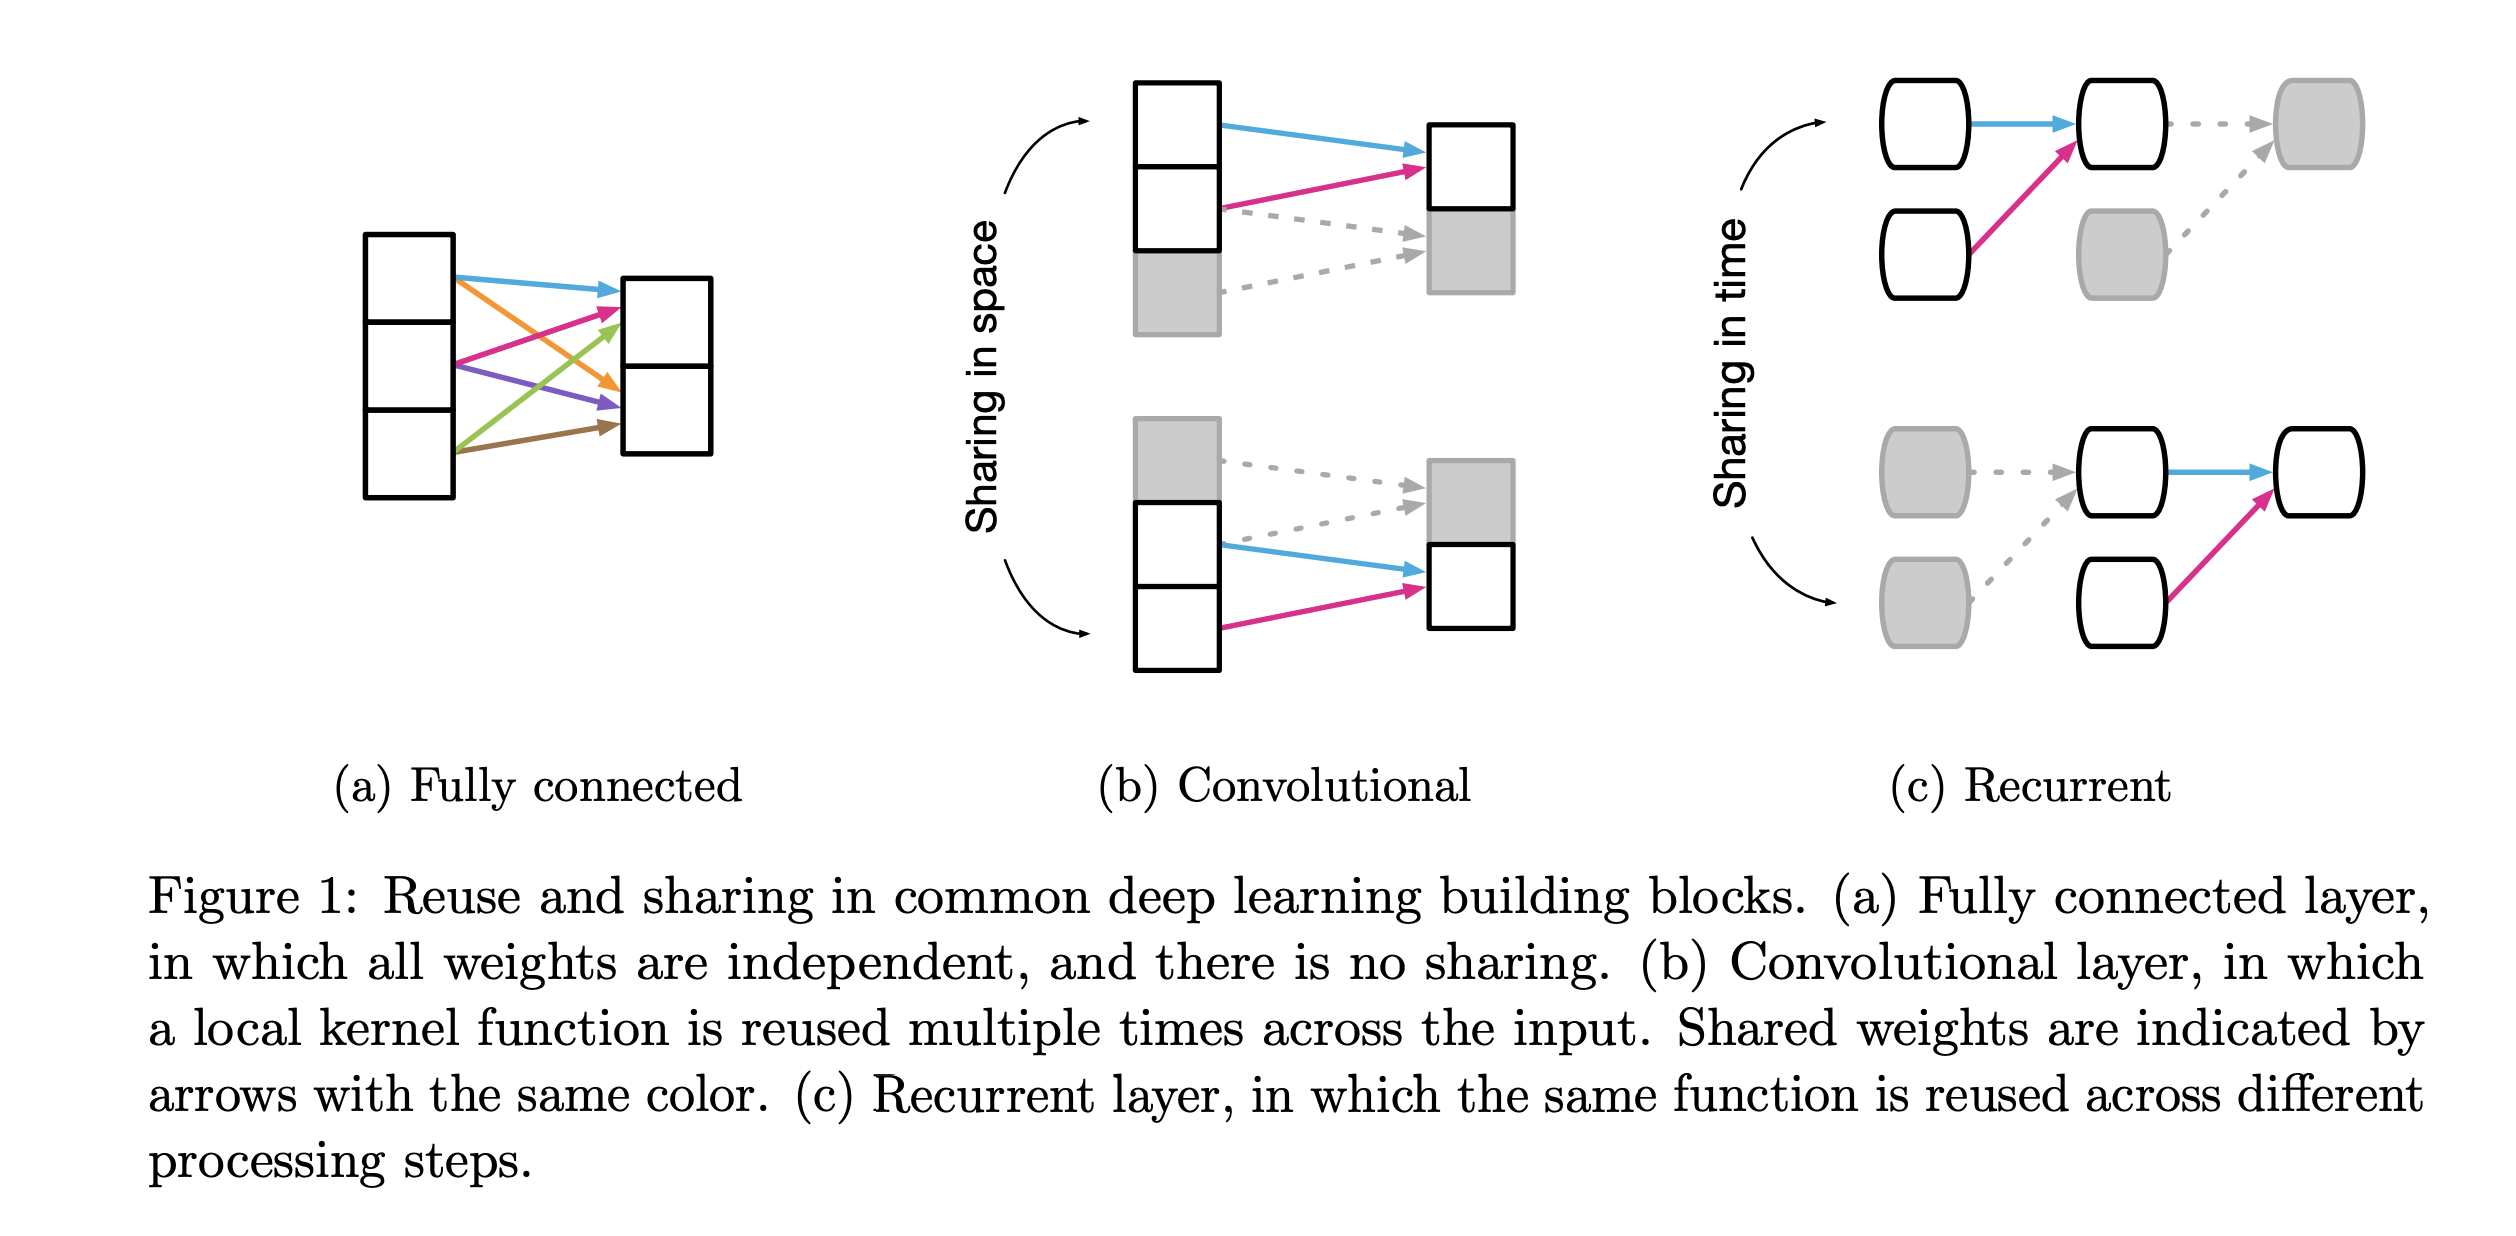 Sharing in space
Sharing in time
(a) Fully connected
(b) Convolutional
(c) Recurrent
Figure 1: Reuse and sharing in common deep learning building blocks. (a) Fully connected layer,
in which all weights are independent, and there is no sharing. (b) Convolutional layer, in which
a local kernel function is reused multiple times across the input. Shared weights are indicated by
arrows with the same color. (c) Recurrent layer, in which the same function is reused across different
processing steps.